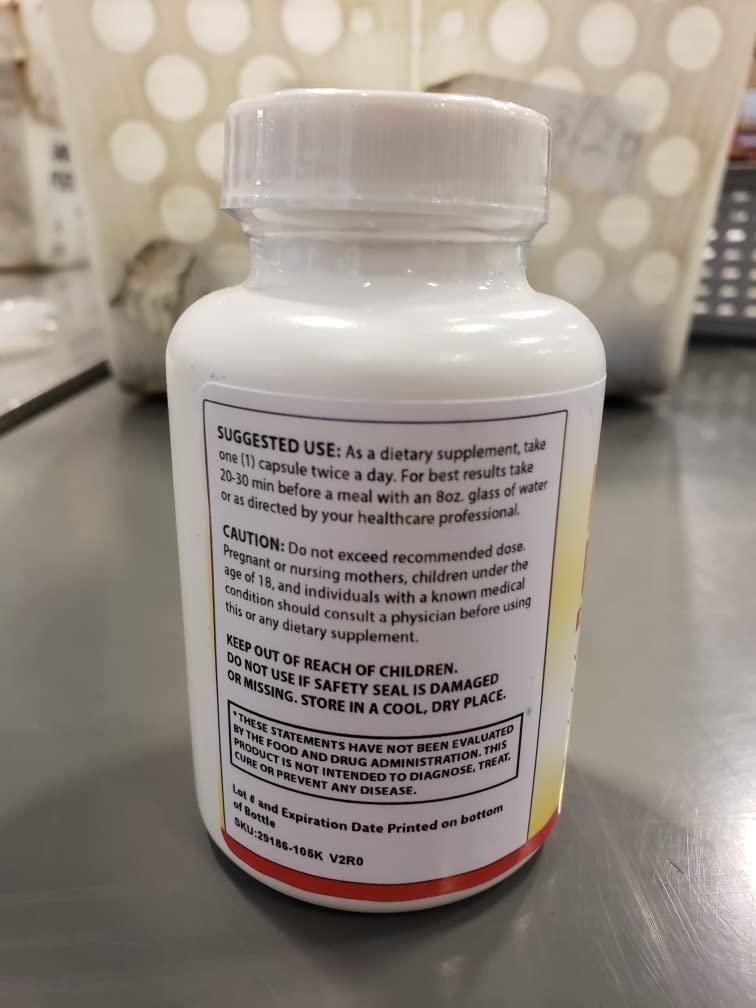 SUGGESTED USE: As a dietary supplement, take
one (1) capsule twice a day. For best results take
20-30 min before a meal with an 8oz. glass of water
or as directed by your healthcare professional.
CAUTION: Do not exceed recommended dose.
Pregnant or nursing mothers, children under the
age of 18, and individuals with a known medical
condition should consult a physician before using
this or any dietary supplement.
KEEP OUT OF REACH OF CHILDREN.
DO NOT USE IF SAFETY SEAL IS DAMAGED
OR MISSING. STORE IN A COOL, DRY PLACE.
*THESE STATEMENTS HAVE NOT BEEN EVALUATED
BY THE FOOD AND DRUG ADMINISTRATION. THIS
PRODUCT IS NOT INTENDED TO DIAGNOSE, TREAT,
CURE OR PREVENT ANY DISEASE.
Lot # and Expiration Date Printed on bottom
of Bottle
SKU:29186-105K V2R0